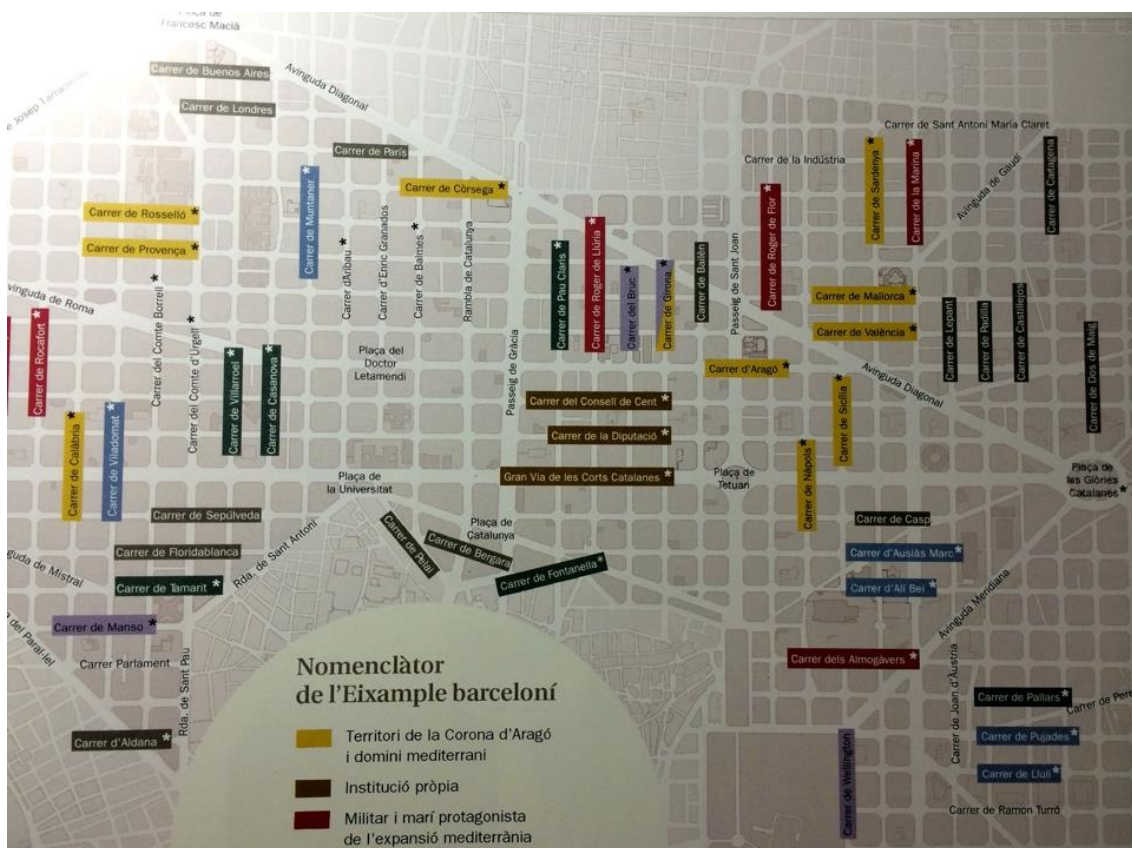 Plaça de
Francesc Macià
Carrer de Buenos Aires *
Avinguda Diagonal
Carrer de Londres
Carrer de Sant Antoni Maria Claret
Carrer de París
Carrer de la Indústria
Carrer de Sardenya *
Carrer de la Marina *
Avinguda de Gaudí
Carrer de Cartagena
Carrer de Muntaner *
Carrer de Còrsega *
Carrer de Roger de Flor *
Carrer de Rosselló *
Carrer de Provença *
Carrer d'Aribau *
Carrer d'Enric Granados
Carrer de Balmes *
Rambla de Catalunya
Carrer de Pau Claris *
Carrer de Roger de Llúria *
Carrer del Bruc *
Carrer de Girona *
Carrer de Bailèn
Passeig de Sant Joan
Carrer de Mallorca *
Carrer de València *
Carrer de Lepant
Carrer de Padilla
Carrer de Castillejos
Carrer de Dos de Maig
Avinguda de Roma
Carrer de Rocafort *
Carrer del Comte Borrell *
Carrer del Comte d'Urgell *
Carrer de Villarroel *
Carrer de Casanova *
Plaça del
Doctor
Letamendi
Passeig de Gràcia
Carrer d'Aragó *
Avinguda Diagonal
Carrer de Sicília *
Carrer del Consell de Cent *
Carrer de la Diputació *
Gran Via de les Corts Catalanes *
Carrer de Calàbria *
Carrer de Viladomat *
Plaça de
la Universitat
Plaça de
Tetuan
Carrer de Nàpols *
Plaça de
les Glòries
Catalanes *
Carrer de Sepúlveda
Carrer de Floridablanca
Carrer de Tamarit *
Rda. de Sant Antoni
Carrer de Pelai
Carrer de Bergara
Plaça de
Catalunya
Carrer de Fontanella *
Carrer de Casp
Carrer d'Ausiàs Marc *
Carrer d'Alí Bei *
Avinguda Meridiana
Carrer de Manso *
Carrer Parlament
Rda. de Sant Pau
Carrer d'Aldana *
Carrer dels Almogàvers *
Carrer de Joan d'Àustria
Carrer de Pallars *
Carrer de Pujades *
Carrer de Llull *
Carrer de Ramon Turró
Carrer de Wellington
Nomenclàtor
de l'Eixample barceloní
Territori de la Corona d'Aragó
i domini mediterrani
Institució pròpia
Militar i marí protagonista
de l'expansió mediterrània